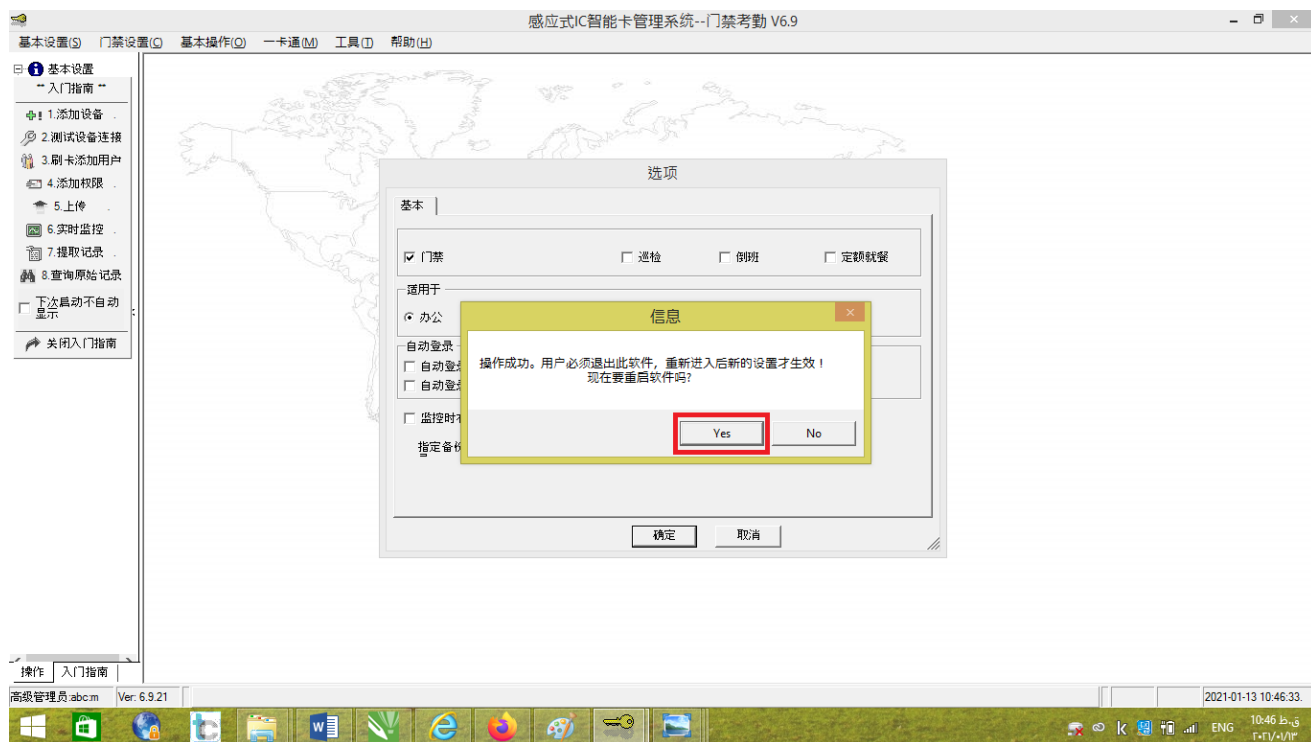 感应式IC智能卡管理系统--门禁考勤 V6.9
基本设置(S) 门禁设置(C) 基本操作(O) 一卡通(M) 工具(T) 帮助(H)
基本设置
** 入门指南 **
1.添加设备 .
2.测试设备连接
3.刷卡添加用户
4.添加权限 .
5.上传 .
6.实时监控 .
7.提取记录 .
8.查询原始记录
下次启动不自动
显示
关闭入门指南
选项
基本
门禁 巡检 倒班 定额就餐
适用于
办公
自动登录
自动登
自动登
监控时
指定备份
信息
操作成功。用户必须退出此软件，重新进入后新的设置才生效！
现在要重启软件吗?
Yes No
确定 取消
操作 入门指南
高级管理员:abc:m Ver: 6.9.21 2021-01-13 10:46:33.
ENG 10:46 ق.ظ
٢٠٢١/٠١/١٣